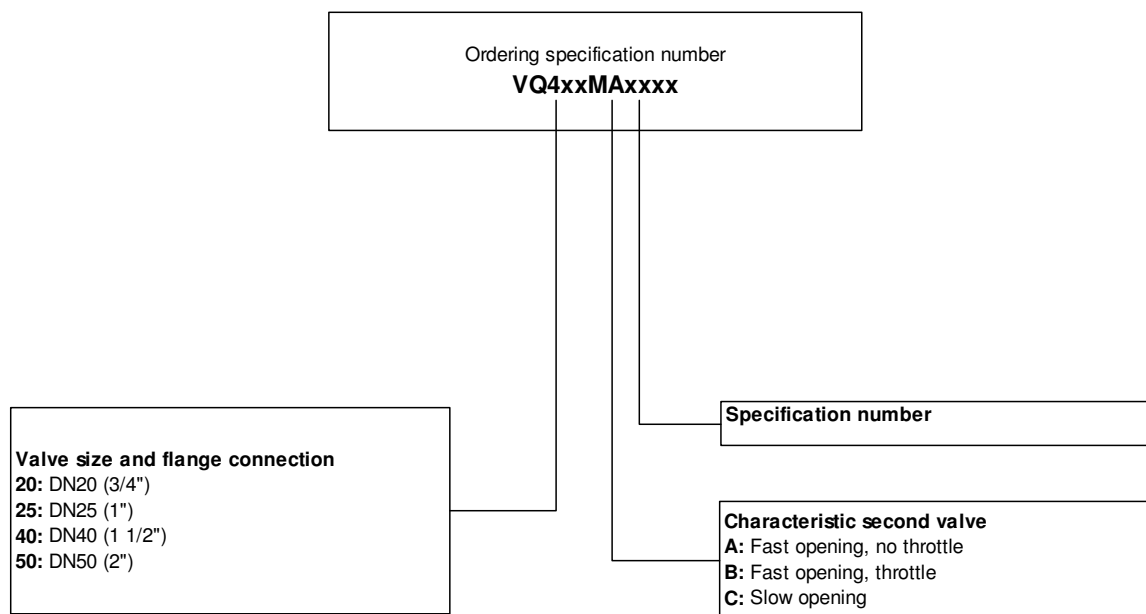 Ordering specification number
VQ4xxMAxxxx
Valve size and flange connection
20: DN20 (3/4")
25: DN25 (1")
40: DN40 (1 1/2")
50: DN50 (2")
Specification number
Characteristic second valve
A: Fast opening, no throttle
B: Fast opening, throttle
C: Slow opening